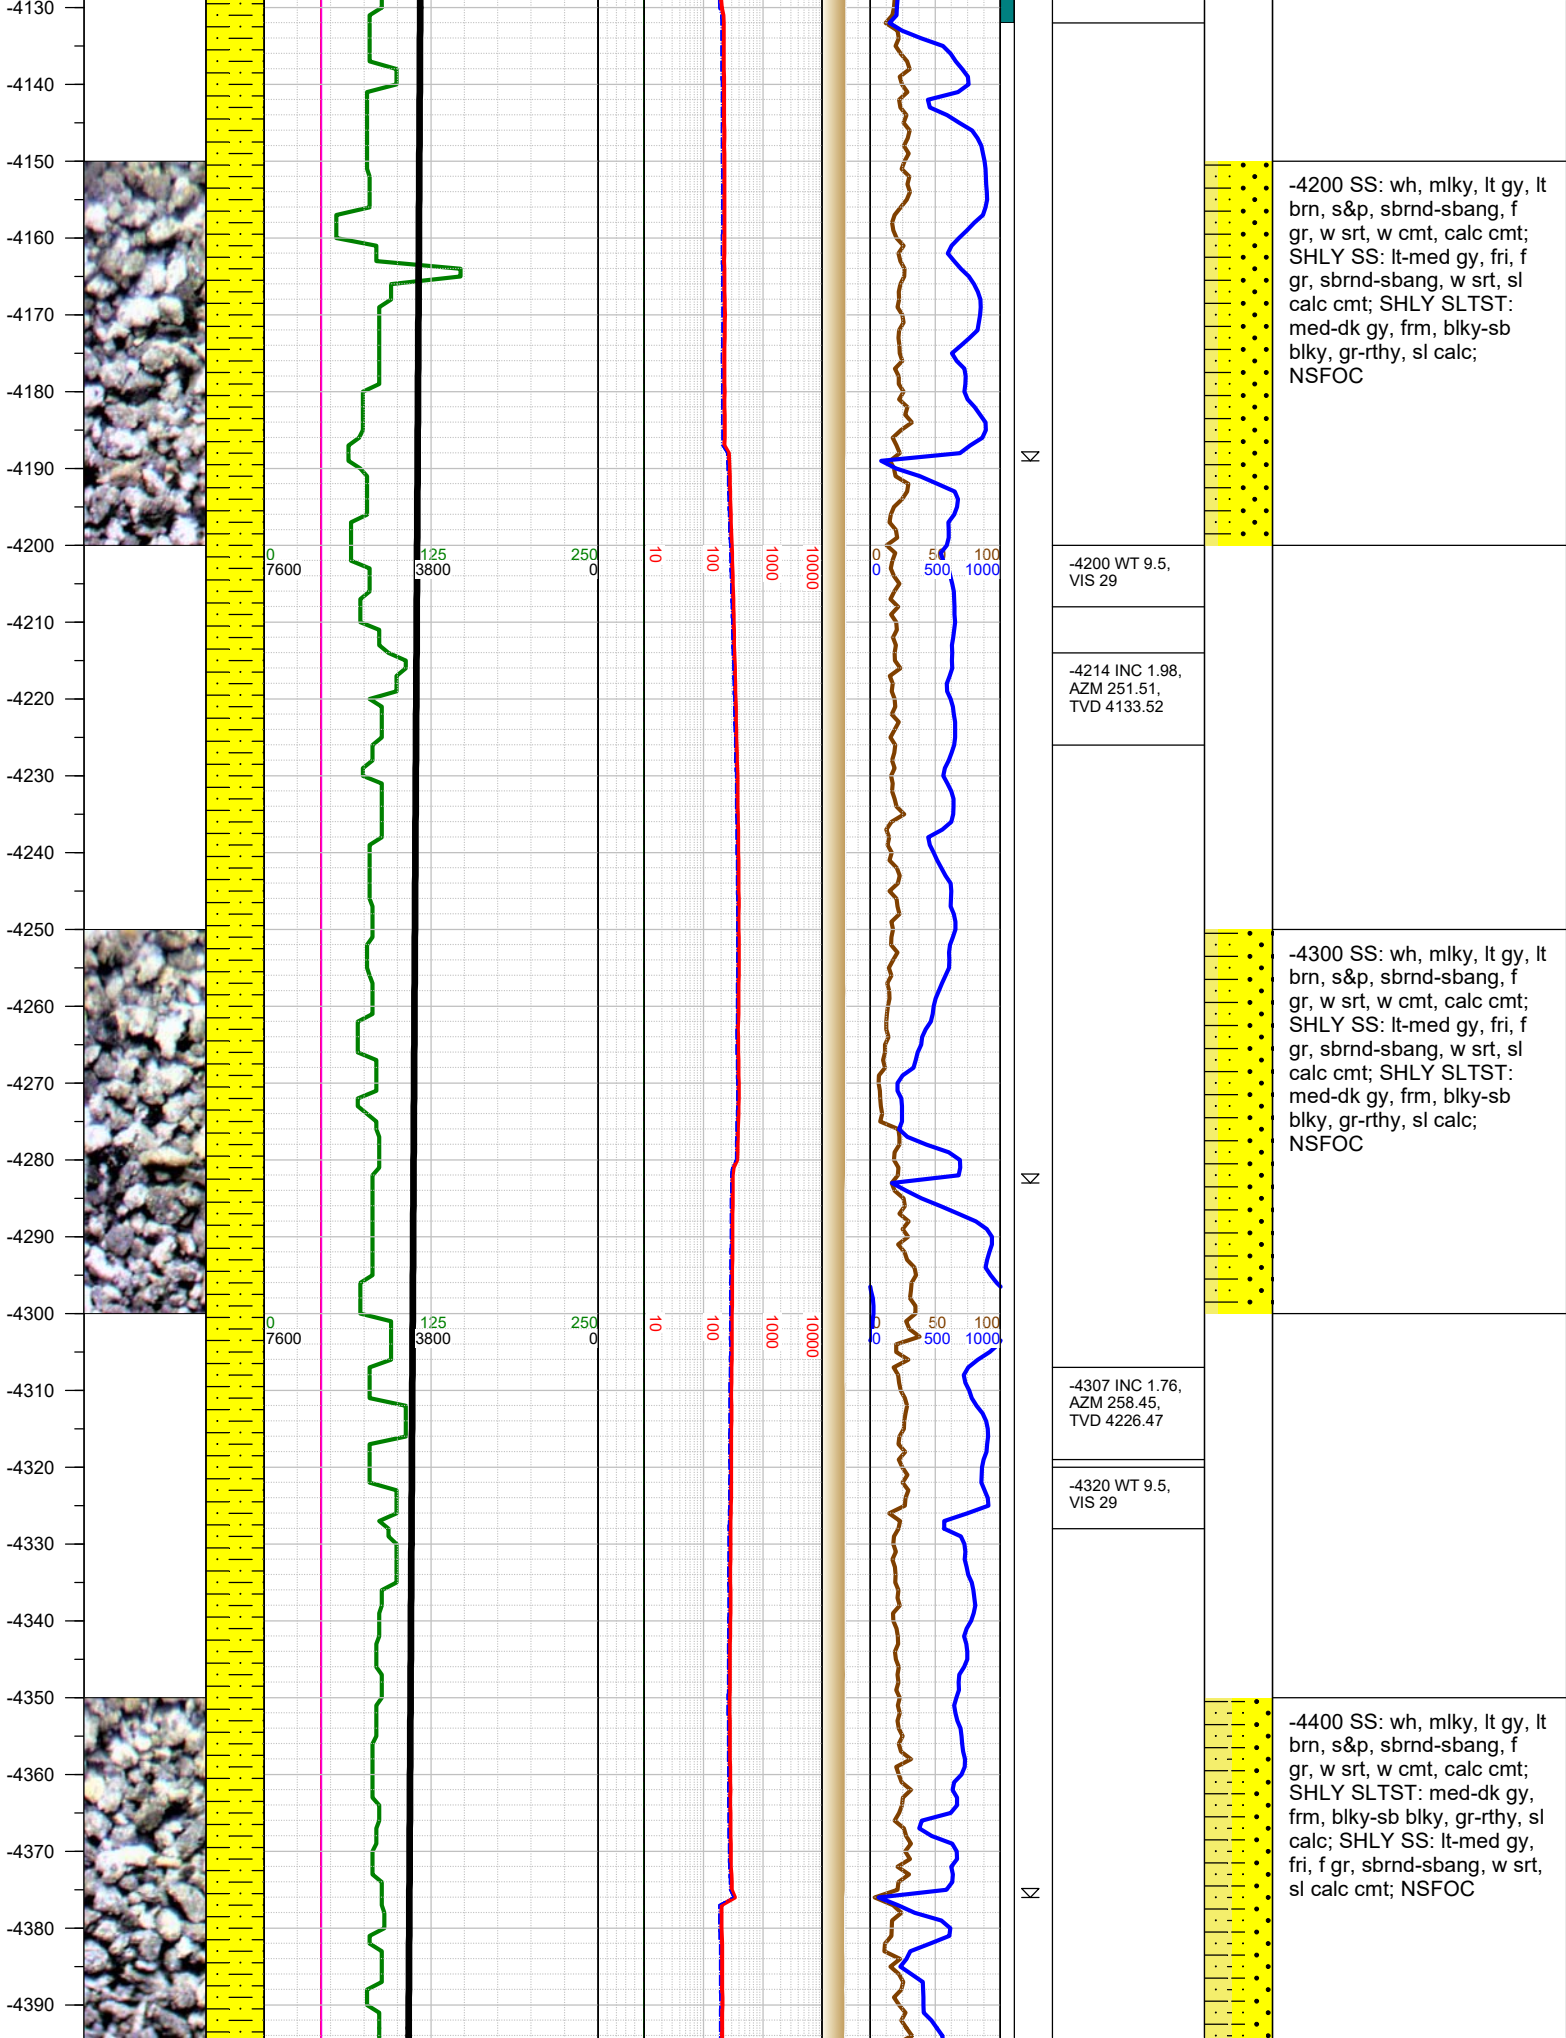 -4130
-4140
-4150
-4160
-4170
-4180
-4190
-4200
-4210
-4220
-4230
-4240
-4250
-4260
-4270
-4280
-4290
-4300
-4310
-4320
-4330
-4340
-4350
-4360
-4370
-4380
-4390
0 125 250
7600 3800 0
10 100 1000 10000
0 50 100
0 500 1000
0 125 250
7600 3800 0
10 100 1000 10000
0 50 100
0 500 1000
-4200 WT 9.5,
VIS 29
-4214 INC 1.98,
AZM 251.51,
TVD 4133.52
-4307 INC 1.76,
AZM 258.45,
TVD 4226.47
-4320 WT 9.5,
VIS 29
-4200 SS: wh, mlky, lt gy, lt
brn, s&p, sbrnd-sbang, f
gr, w srt, w cmt, calc cmt;
SHLY SS: lt-med gy, fri, f
gr, sbrnd-sbang, w srt, sl
calc cmt; SHLY SLTST:
med-dk gy, frm, blky-sb
blky, gr-rthy, sl calc;
NSFOC
-4300 SS: wh, mlky, lt gy, lt
brn, s&p, sbrnd-sbang, f
gr, w srt, w cmt, calc cmt;
SHLY SS: lt-med gy, fri, f
gr, sbrnd-sbang, w srt, sl
calc cmt; SHLY SLTST:
med-dk gy, frm, blky-sb
blky, gr-rthy, sl calc;
NSFOC
-4400 SS: wh, mlky, lt gy, lt
brn, s&p, sbrnd-sbang, f
gr, w srt, w cmt, calc cmt;
SHLY SLTST: med-dk gy,
frm, blky-sb blky, gr-rthy, sl
calc; SHLY SS: lt-med gy,
fri, f gr, sbrnd-sbang, w srt,
sl calc cmt; NSFOC